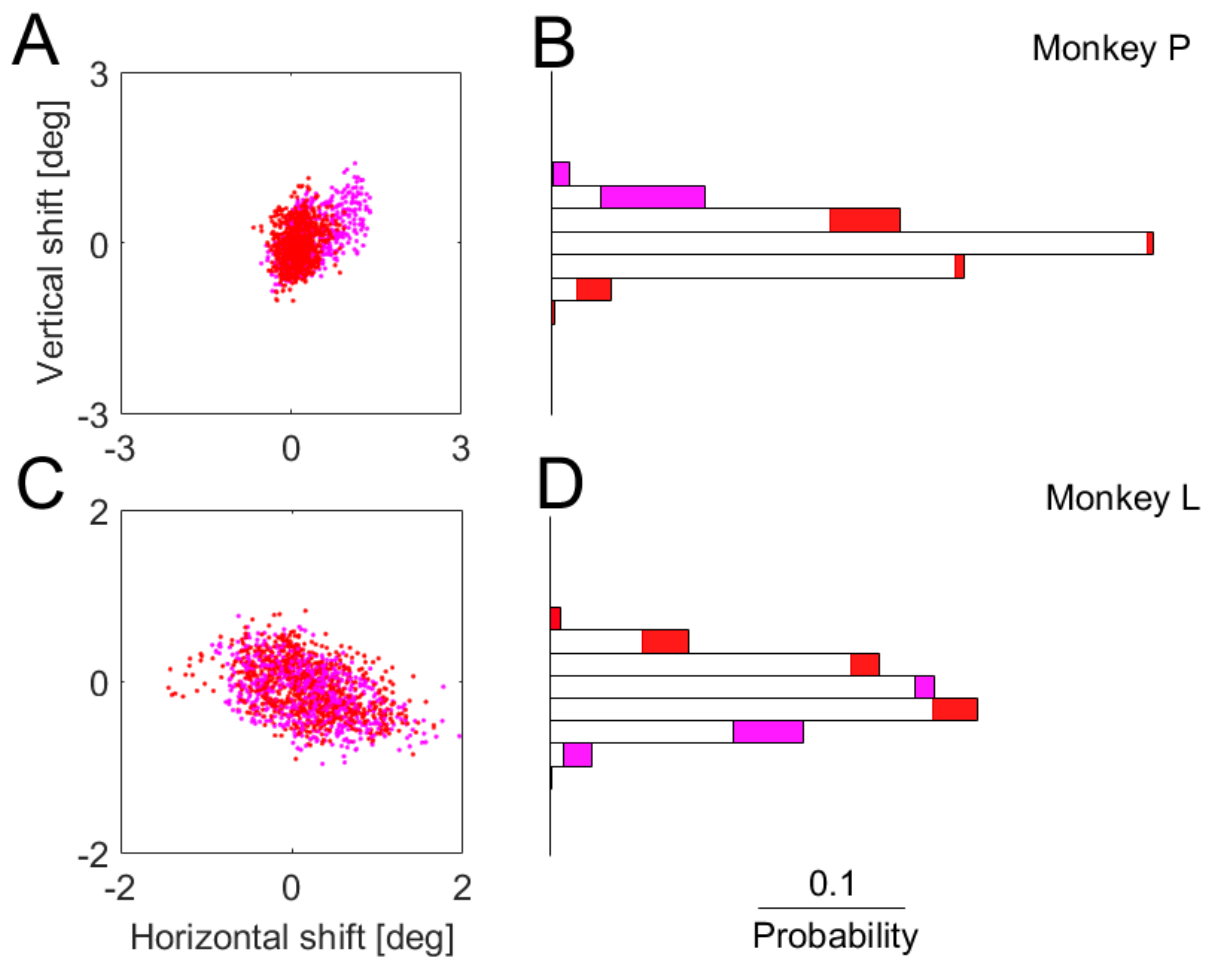 A
B
Monkey P
3
0
-3
Vertical shift [deg]
-3 0 3
C
D
Monkey L
2
0
-2
-2 0 2
Horizontal shift [deg]
0.1
Probability